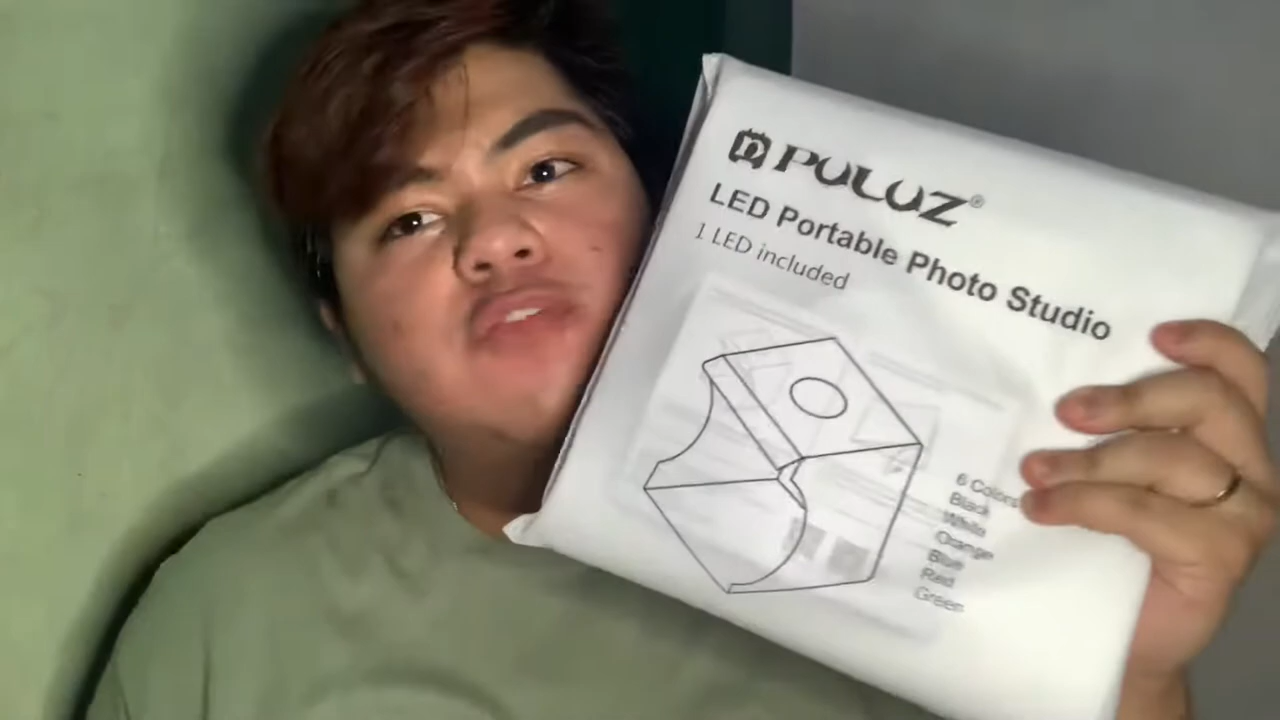 PULUZ®
LED Portable Photo Studio
1 LED included
6 Colors
Black
White
Orange
Blue
Red
Green